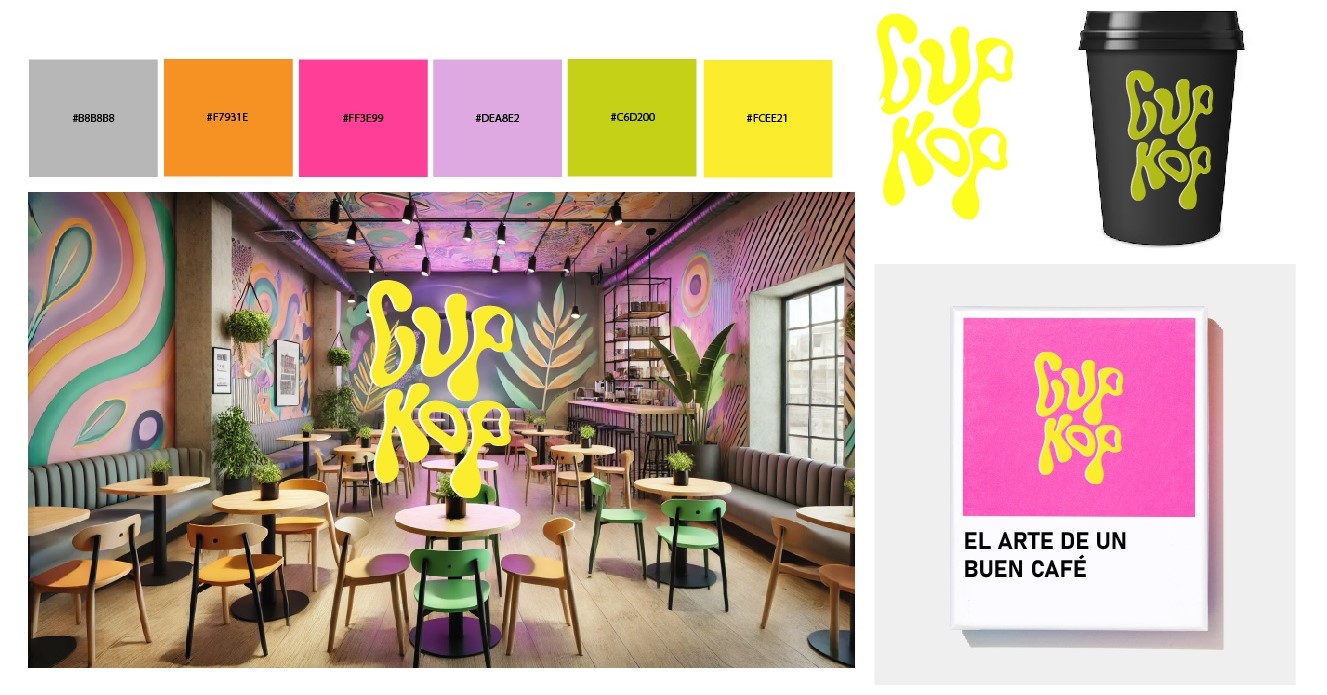 #B8B8B8
#F7931E
#FF3E99
#DEA8E2
#C6D200
#FCEE21
CUP
KOP
CUP
KOP
CUP
KOP
CUP
KOP
EL ARTE DE UN
BUEN CAFÉ